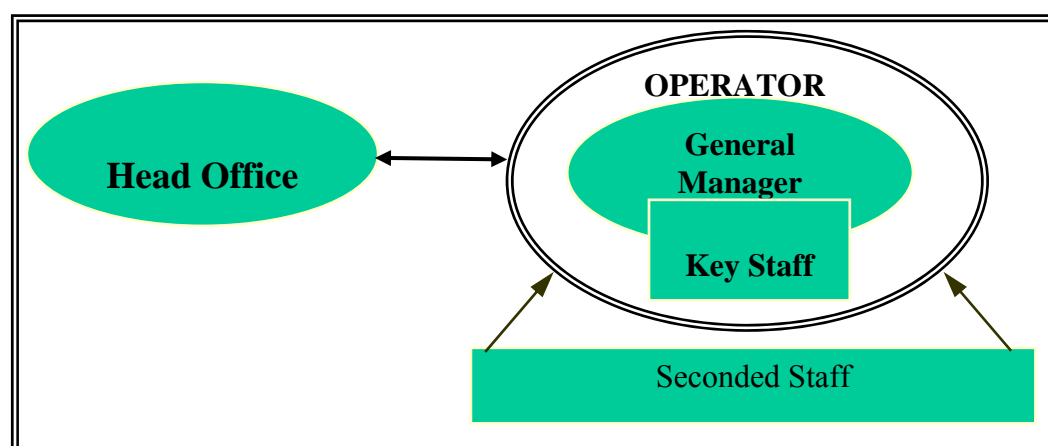 Head Office
OPERATOR
General
Manager
Key Staff
Seconded Staff